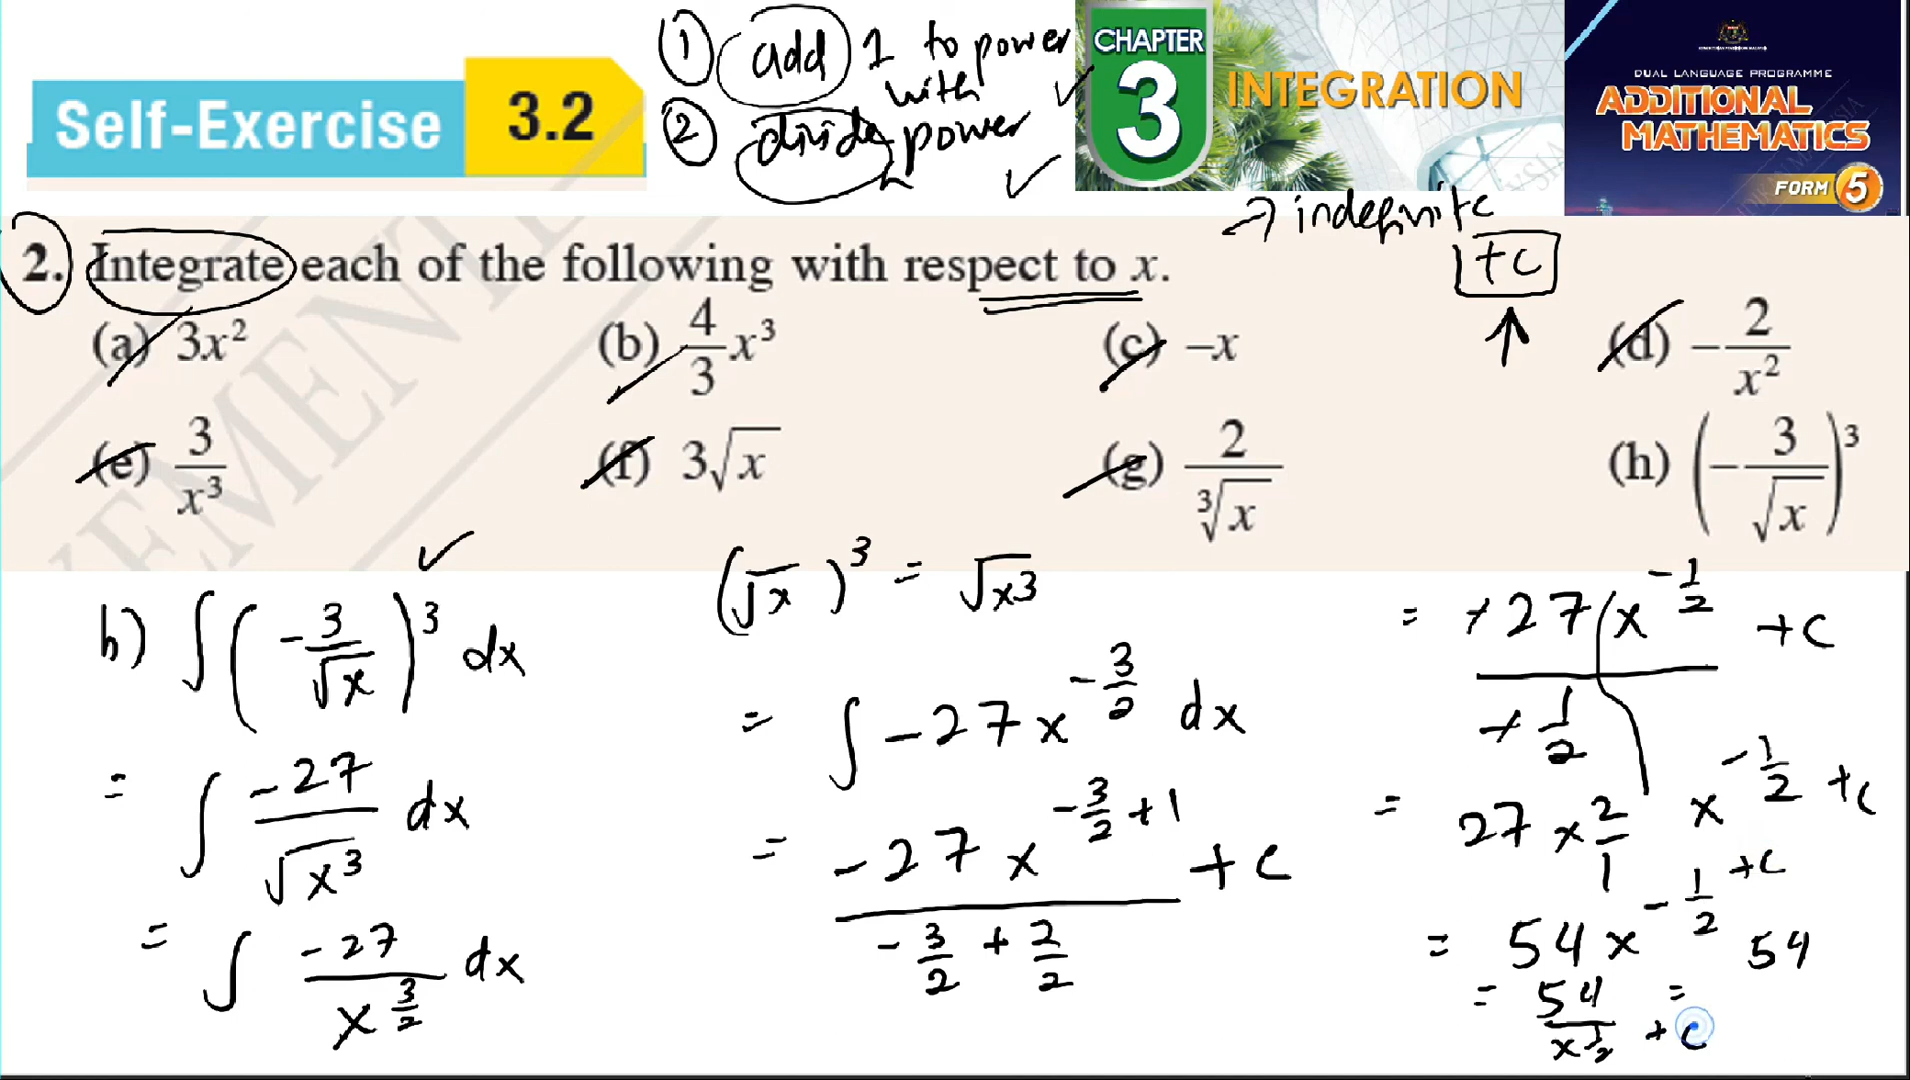 ① add 1 to power
② divide with power
Self-Exercise 3.2
CHAPTER 3
INTEGRATION
DUAL LANGUAGE PROGRAMME
ADDITIONAL
MATHEMATICS
FORM 5
→ indefinite
+c
2. Integrate each of the following with respect to x.
(a) 3x²
(b) 4/3 x³
(c) –x
(d) –2/x²
(e) 3/x³
(f) 3√x
(g) 2/∛x
(h) (–3/√x)³
h) ∫(-3/√x)³ dx
= ∫ -27/√x³ dx
= ∫ -27/x^(3/2) dx
(√x)³ = √x³
= ∫ -27x^(-3/2) dx
= -27x^(-3/2 + 1) / (-3/2 + 2/2) + c
= +27(x^(-1/2) / +1/2 + c
= 27 × 2/1 x^(-1/2) + c
= 54x^(-1/2) + c
54
= 54/x^(1/2) + c
=